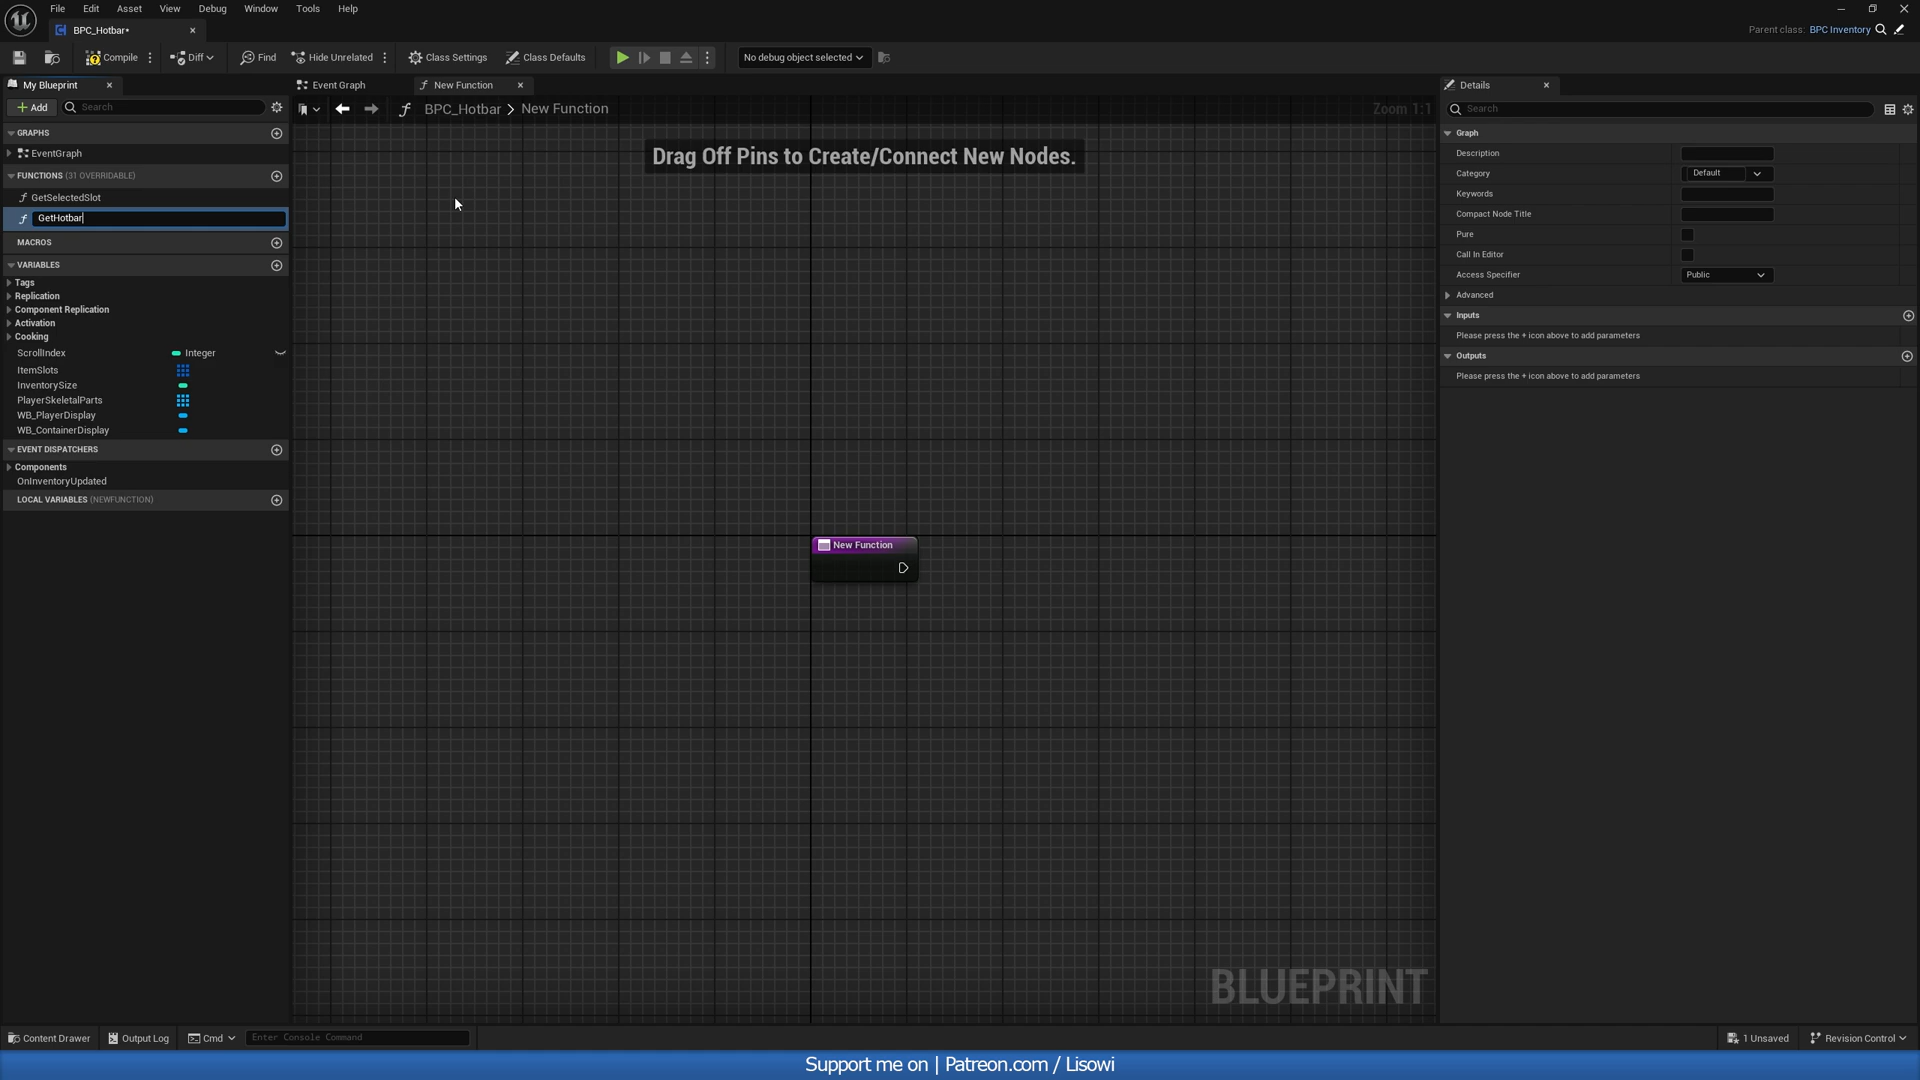 File Edit Asset View Debug Window Tools Help
BPC_Hotbar•
Parent class: BPC Inventory
Compile Diff Find Hide Unrelated Class Settings Class Defaults No debug object selected
My Blueprint Event Graph New Function Details
Add Search BPC_Hotbar > New Function Zoom 1:1 Search
Drag Off Pins to Create/Connect New Nodes.
GRAPHS
EventGraph
FUNCTIONS (31 OVERRIDABLE)
GetSelectedSlot
GetHotbar
MACROS
VARIABLES
Tags
Replication
Component Replication
Activation
Cooking
ScrollIndex Integer
ItemSlots
InventorySize
PlayerSkeletalParts
WB_PlayerDisplay
WB_ContainerDisplay
EVENT DISPATCHERS
Components
OnInventoryUpdated
LOCAL VARIABLES (NEWFUNCTION)
New Function
Graph
Description
Category Default
Keywords
Compact Node Title
Pure
Call In Editor
Access Specifier Public
Advanced
Inputs
Please press the + icon above to add parameters
Outputs
Please press the + icon above to add parameters
BLUEPRINT
Content Drawer Output Log Cmd Enter Console Command 1 Unsaved Revision Control
Support me on | Patreon.com / Lisowi